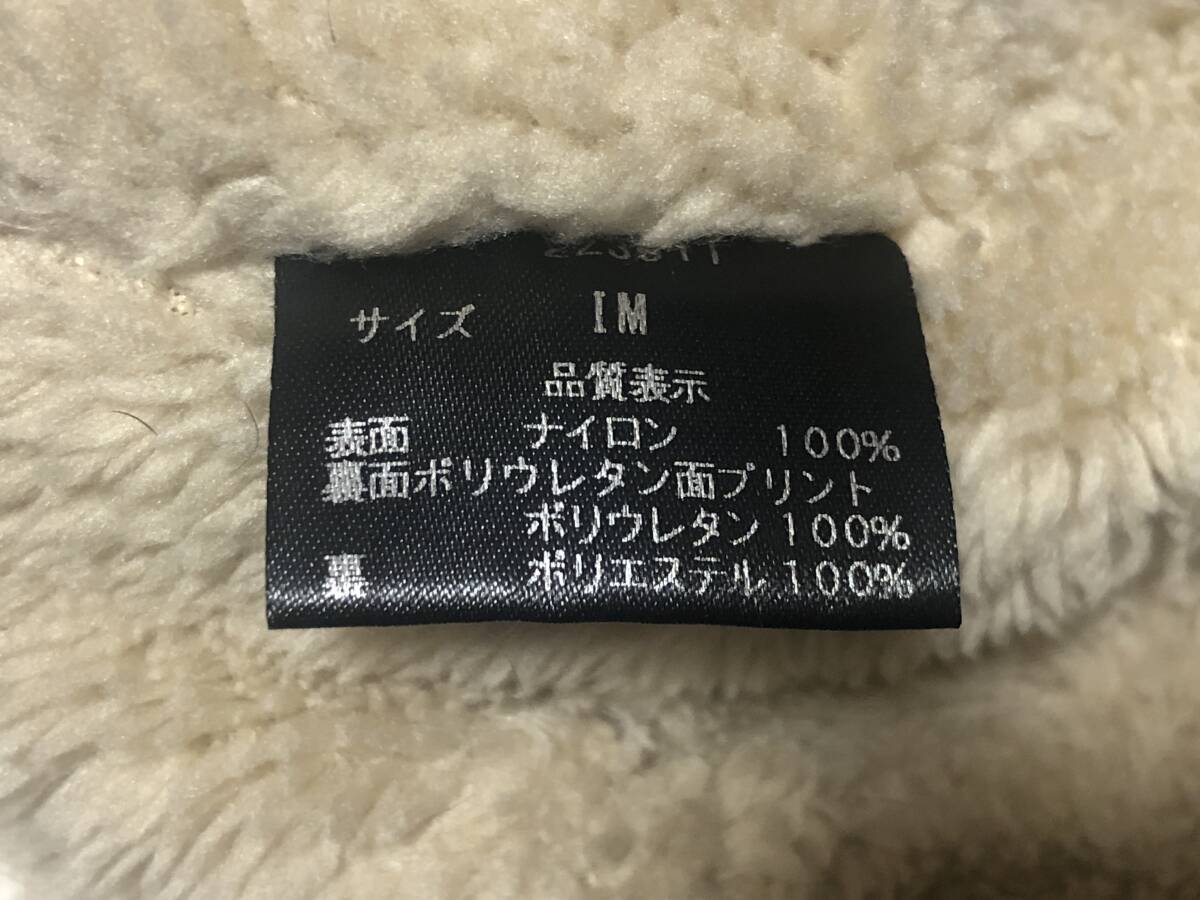 サイズ IM
品質表示
表面 ナイロン 100%
裏面ポリウレタン面プリント
ポリウレタン 100%
裏 ポリエステル 100%